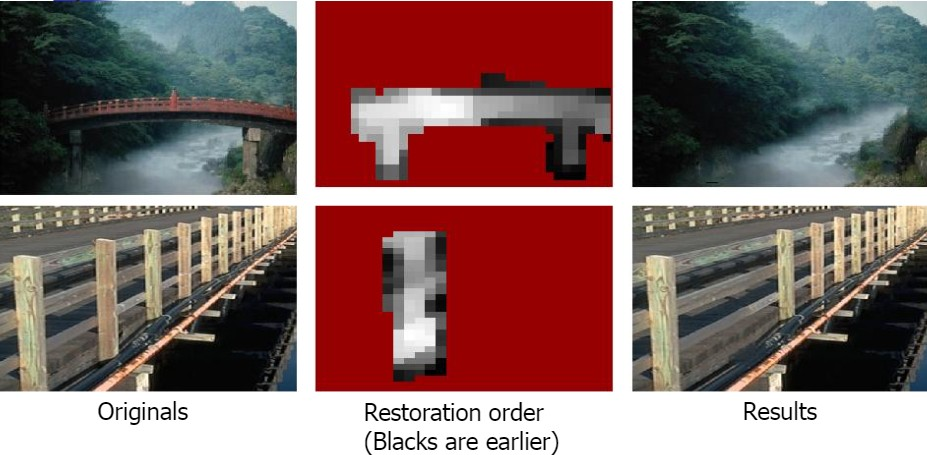 Originals
Restoration order
(Blacks are earlier)
Results